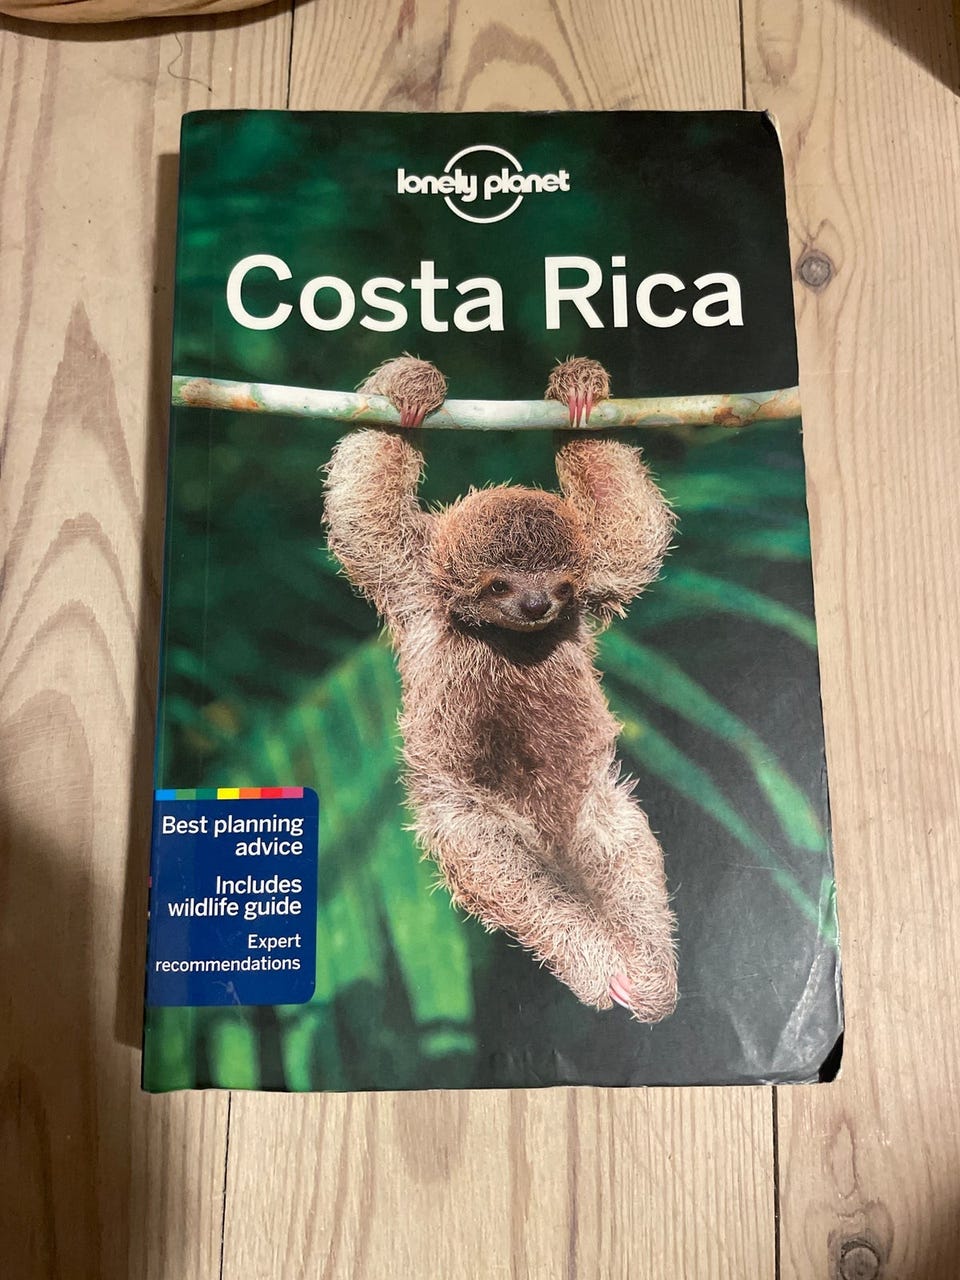 lonely planet
Costa Rica
Best planning
advice
Includes
wildlife guide
Expert
recommendations